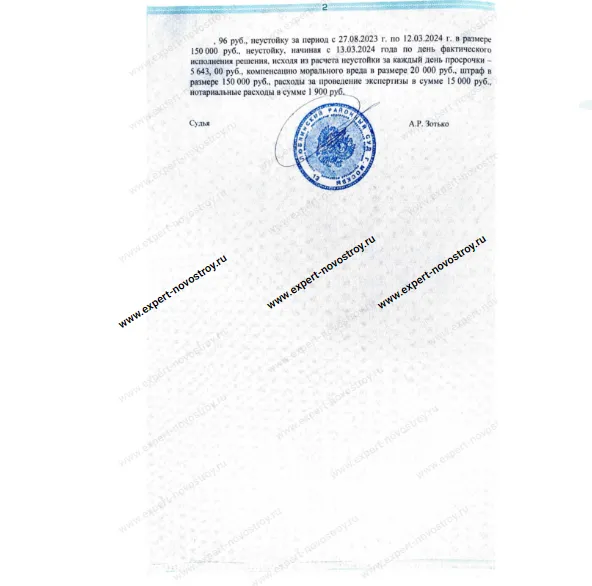 2
, 96 руб., неустойку за период с 27.08.2023 г. по 12.03.2024 г. в размере
150 000 руб., неустойку, начиная с 13.03.2024 года по день фактического
исполнения решения, исходя из расчета неустойки за каждый день просрочки –
5 643, 00 руб., компенсацию морального вреда в размере 20 000 руб., штраф в
размере 150 000 руб., расходы за проведение экспертизы в сумме 15 000 руб.,
нотариальные расходы в сумме 1 900 руб.
Судья А.Р. Зотько
РАЙОННЫЙ СУД Г. МОСКВЫ
www.expert-novostroy.ru
www.expert-novostroy.ru
www.expert-novostroy.ru